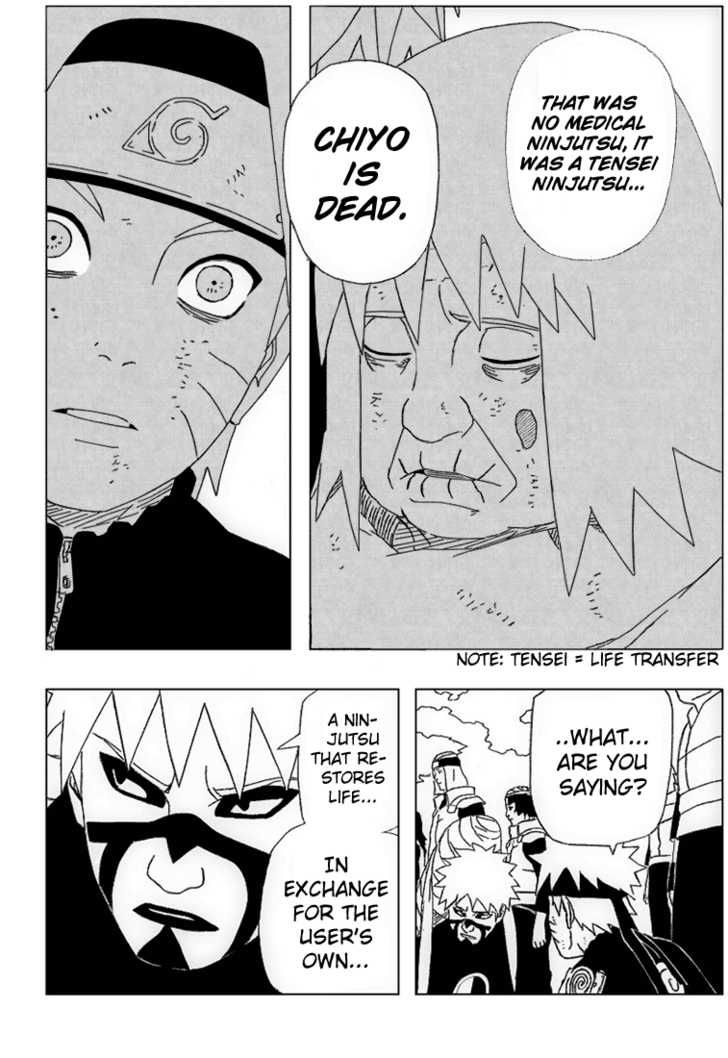 THAT WAS
NO MEDICAL
NINJUTSU, IT
WAS A TENSEI
NINJUTSU...
CHIYO
IS
DEAD.
NOTE: TENSEI = LIFE TRANSFER
..WHAT...
ARE YOU
SAYING?
A NIN-
JUTSU
THAT RE-
STORES
LIFE...
IN
EXCHANGE
FOR THE
USER'S
OWN...